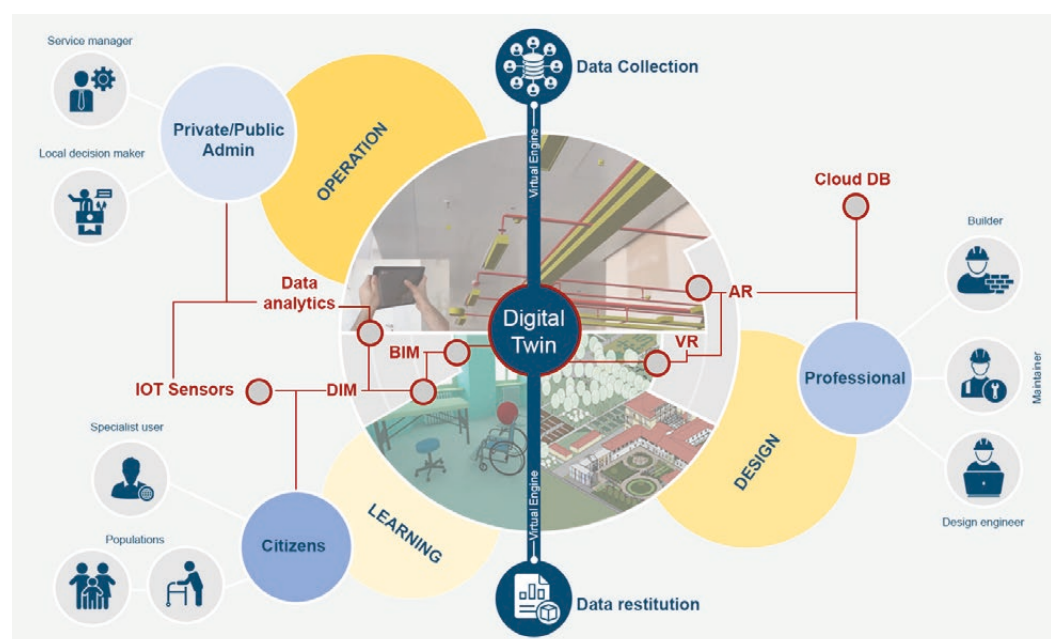 Service manager
Local decision maker
Private/Public
Admin
OPERATION
Data Collection
Virtual Engine
Cloud DB
Builder
Maintainer
Design engineer
Professional
AR
VR
DESIGN
Data
analytics
Digital
Twin
BIM
DIM
IOT Sensors
Specialist user
Populations
Citizens
LEARNING
Virtual Engine
Data restitution